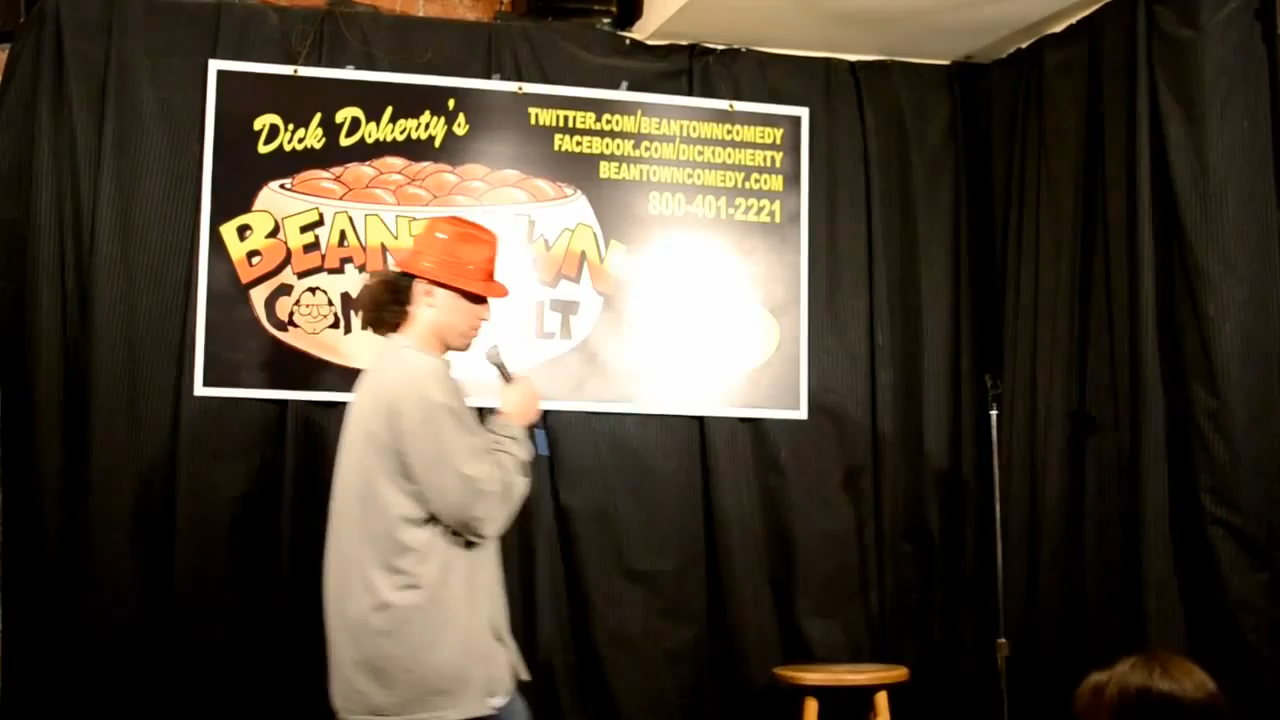 Dick Doherty's
TWITTER.COM/BEANTOWNCOMEDY
FACEBOOK.COM/DICKDOHERTY
BEANTOWNCOMEDY.COM
800-401-2221